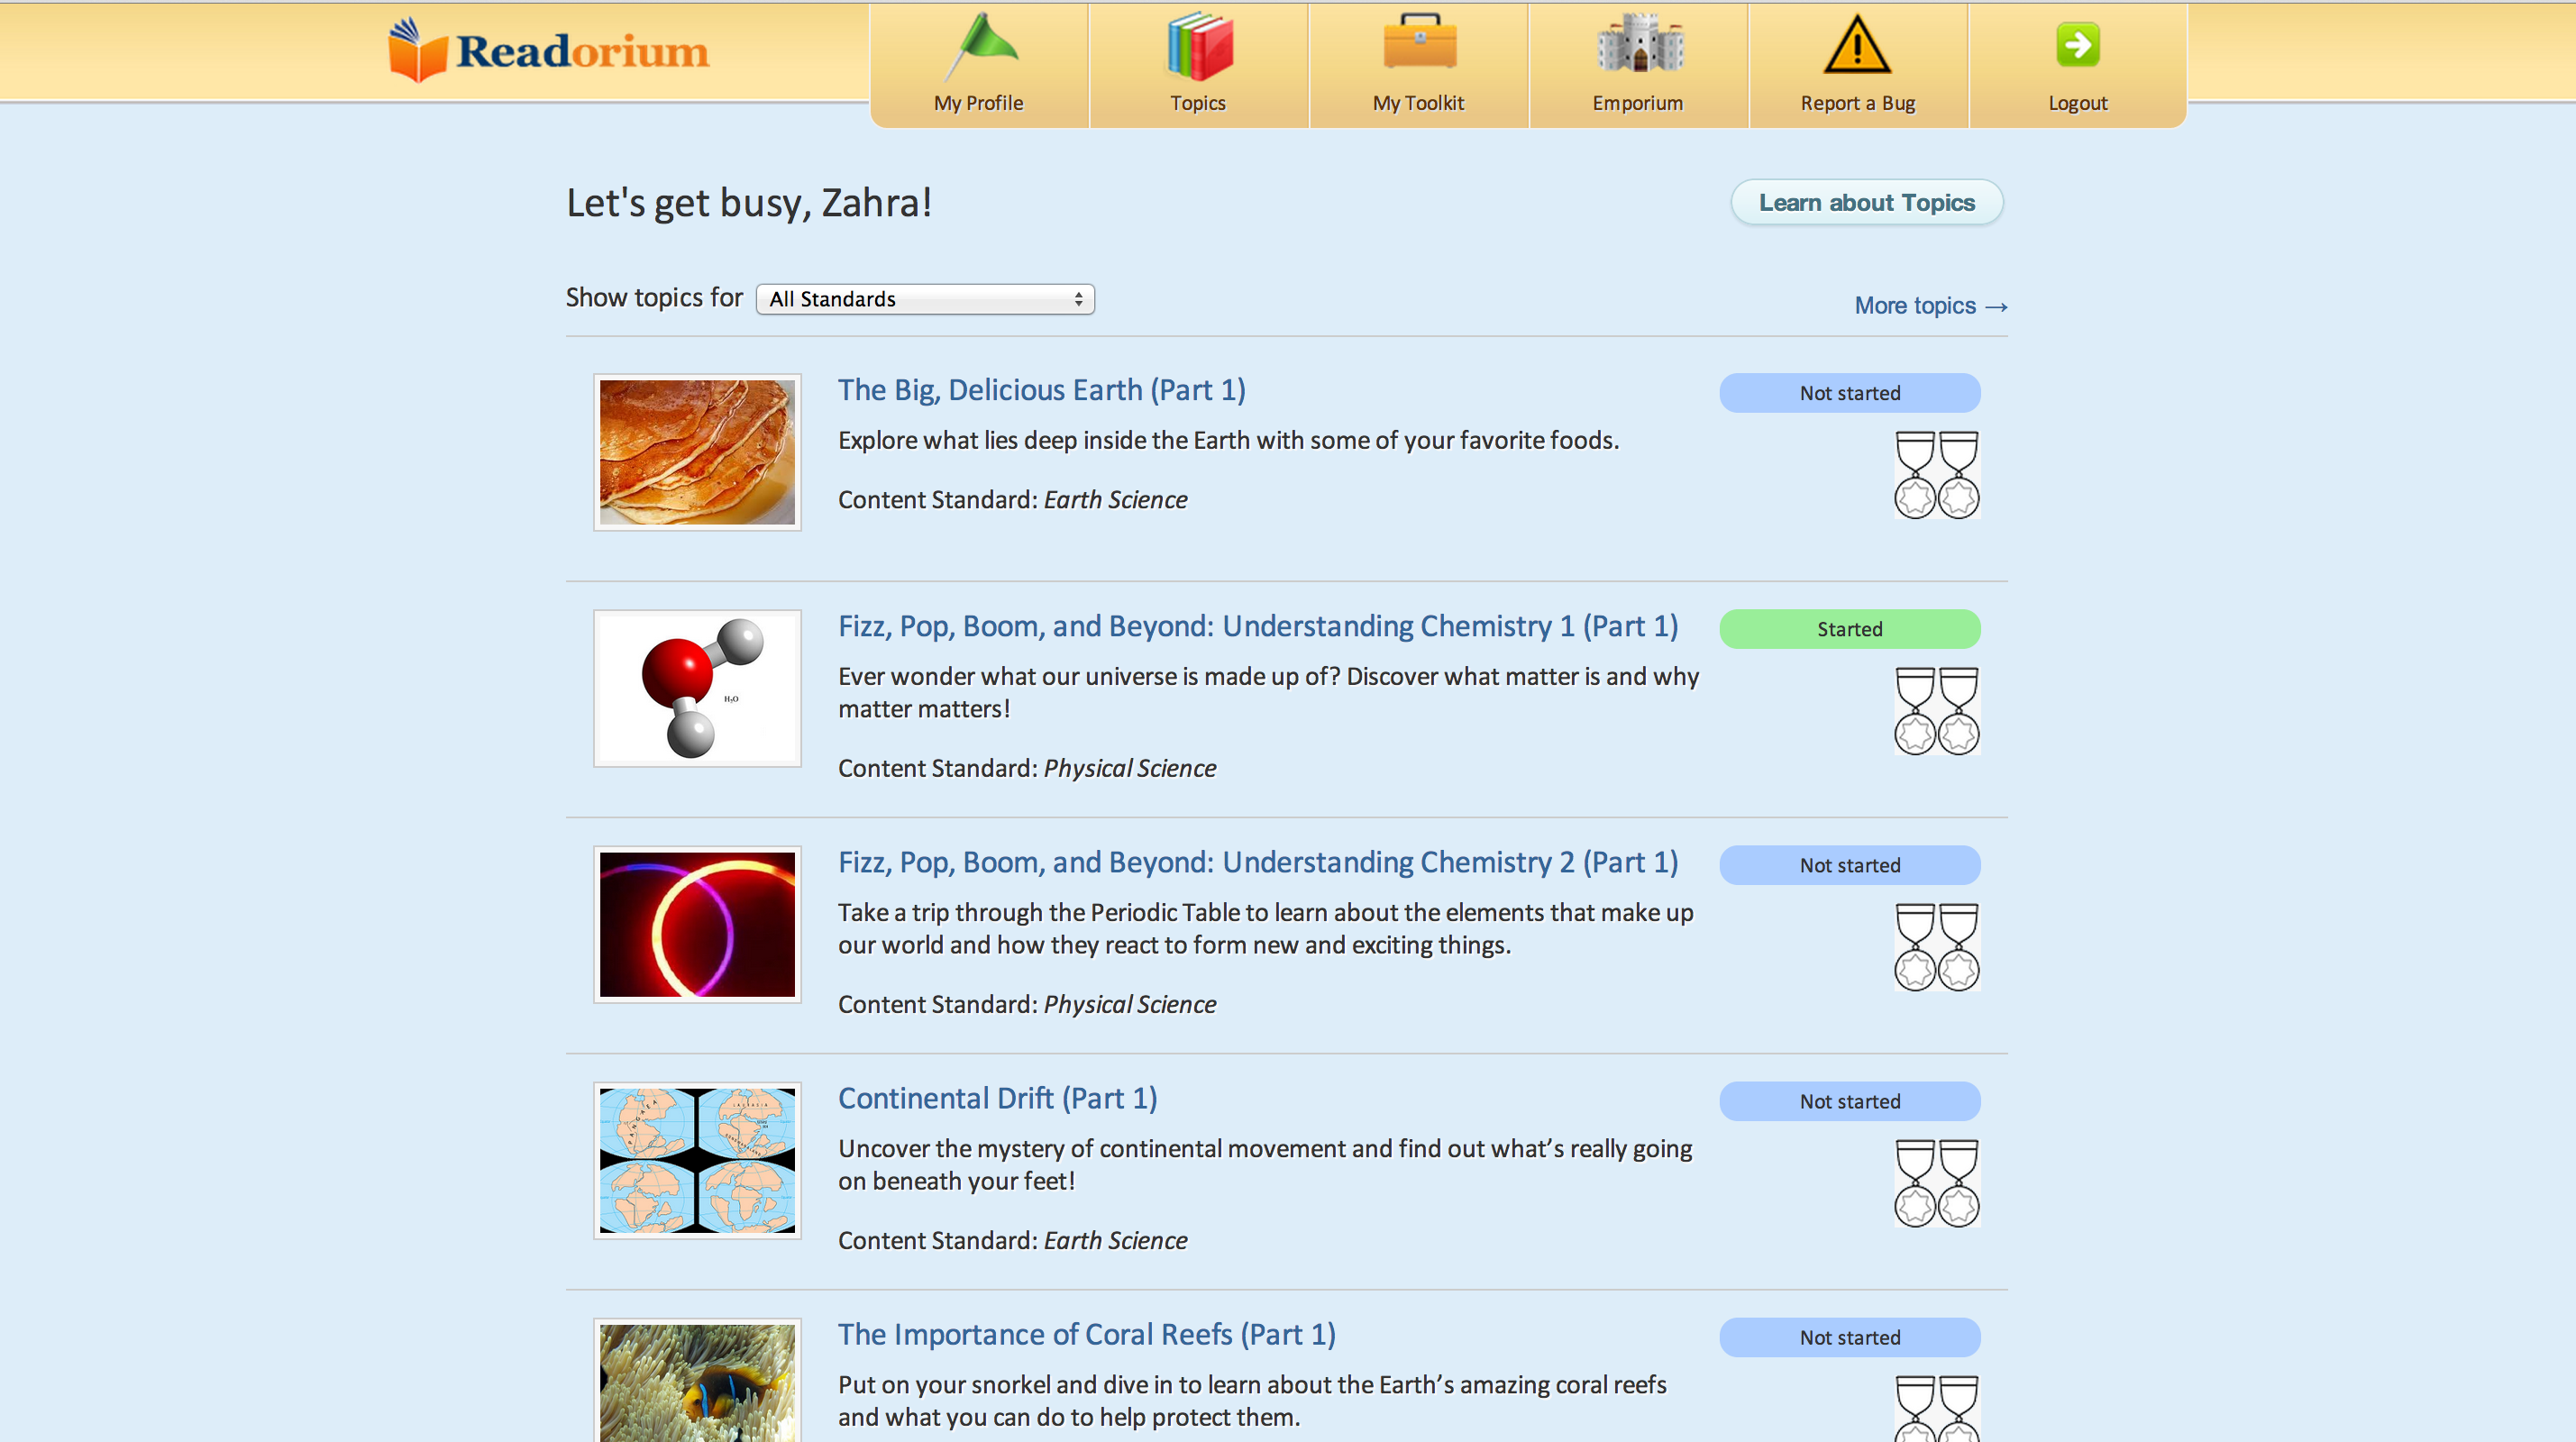 Readorium
My Profile
Topics
My Toolkit
Emporium
Report a Bug
Logout
Let's get busy, Zahra!
Learn about Topics
Show topics for
All Standards
More topics →
The Big, Delicious Earth (Part 1)
Not started
Explore what lies deep inside the Earth with some of your favorite foods.
Content Standard: Earth Science
Fizz, Pop, Boom, and Beyond: Understanding Chemistry 1 (Part 1)
Started
H₂O
Ever wonder what our universe is made up of? Discover what matter is and why
matter matters!
Content Standard: Physical Science
Fizz, Pop, Boom, and Beyond: Understanding Chemistry 2 (Part 1)
Not started
Take a trip through the Periodic Table to learn about the elements that make up
our world and how they react to form new and exciting things.
Content Standard: Physical Science
PANGAEA
LAURASIA
Continental Drift (Part 1)
Not started
Uncover the mystery of continental movement and find out what’s really going
on beneath your feet!
Content Standard: Earth Science
The Importance of Coral Reefs (Part 1)
Not started
Put on your snorkel and dive in to learn about the Earth’s amazing coral reefs
and what you can do to help protect them.